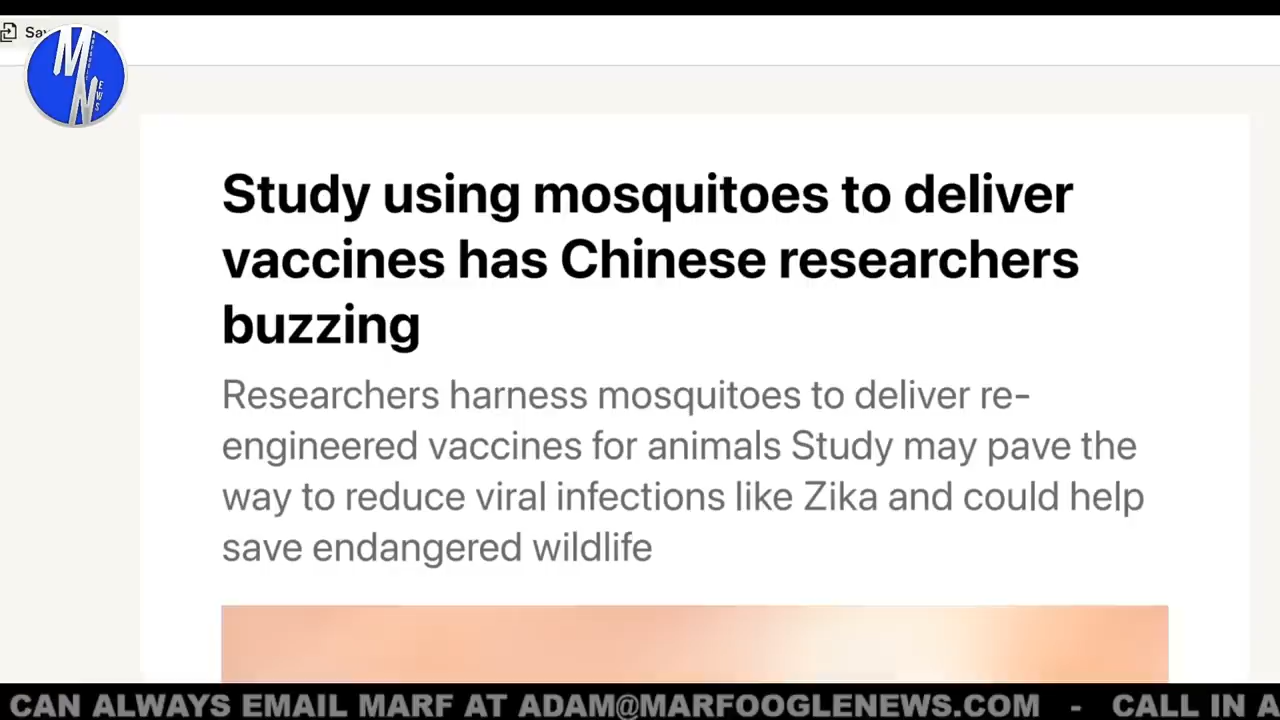 Study using mosquitoes to deliver
vaccines has Chinese researchers
buzzing
Researchers harness mosquitoes to deliver re-
engineered vaccines for animals Study may pave the
way to reduce viral infections like Zika and could help
save endangered wildlife
CAN ALWAYS EMAIL MARF AT ADAM@MARFOOGLENEWS.COM - CALL IN A